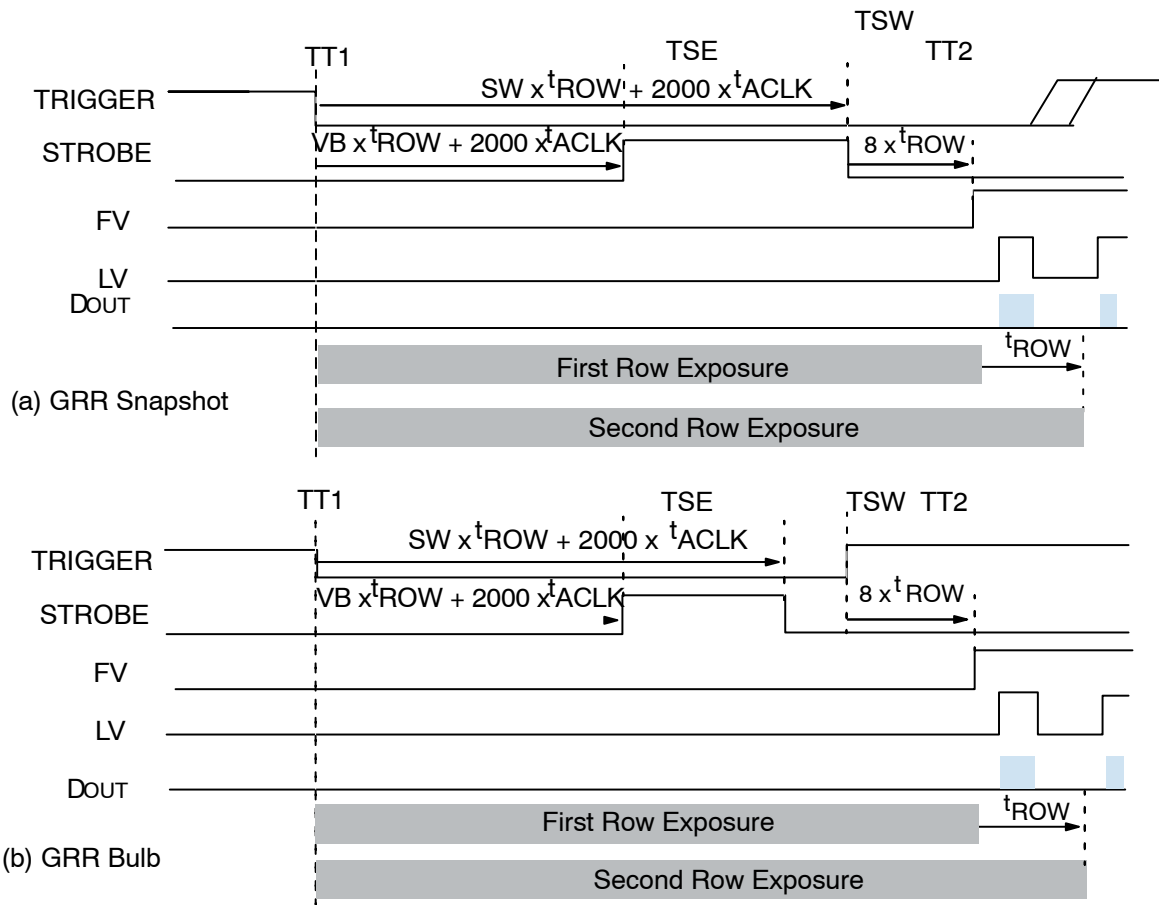 TSW
TT1 TSE TT2
SW x tROW + 2000 x tACLK
TRIGGER
VB x tROW + 2000 x tACLK 8 x tROW
STROBE
FV
LV
DOUT
tROW
First Row Exposure
(a) GRR Snapshot
Second Row Exposure
TT1 TSE TSW TT2
SW x tROW + 2000 x tACLK
TRIGGER
VB x tROW + 2000 x tACLK 8 x tROW
STROBE
FV
LV
DOUT
tROW
First Row Exposure
(b) GRR Bulb
Second Row Exposure